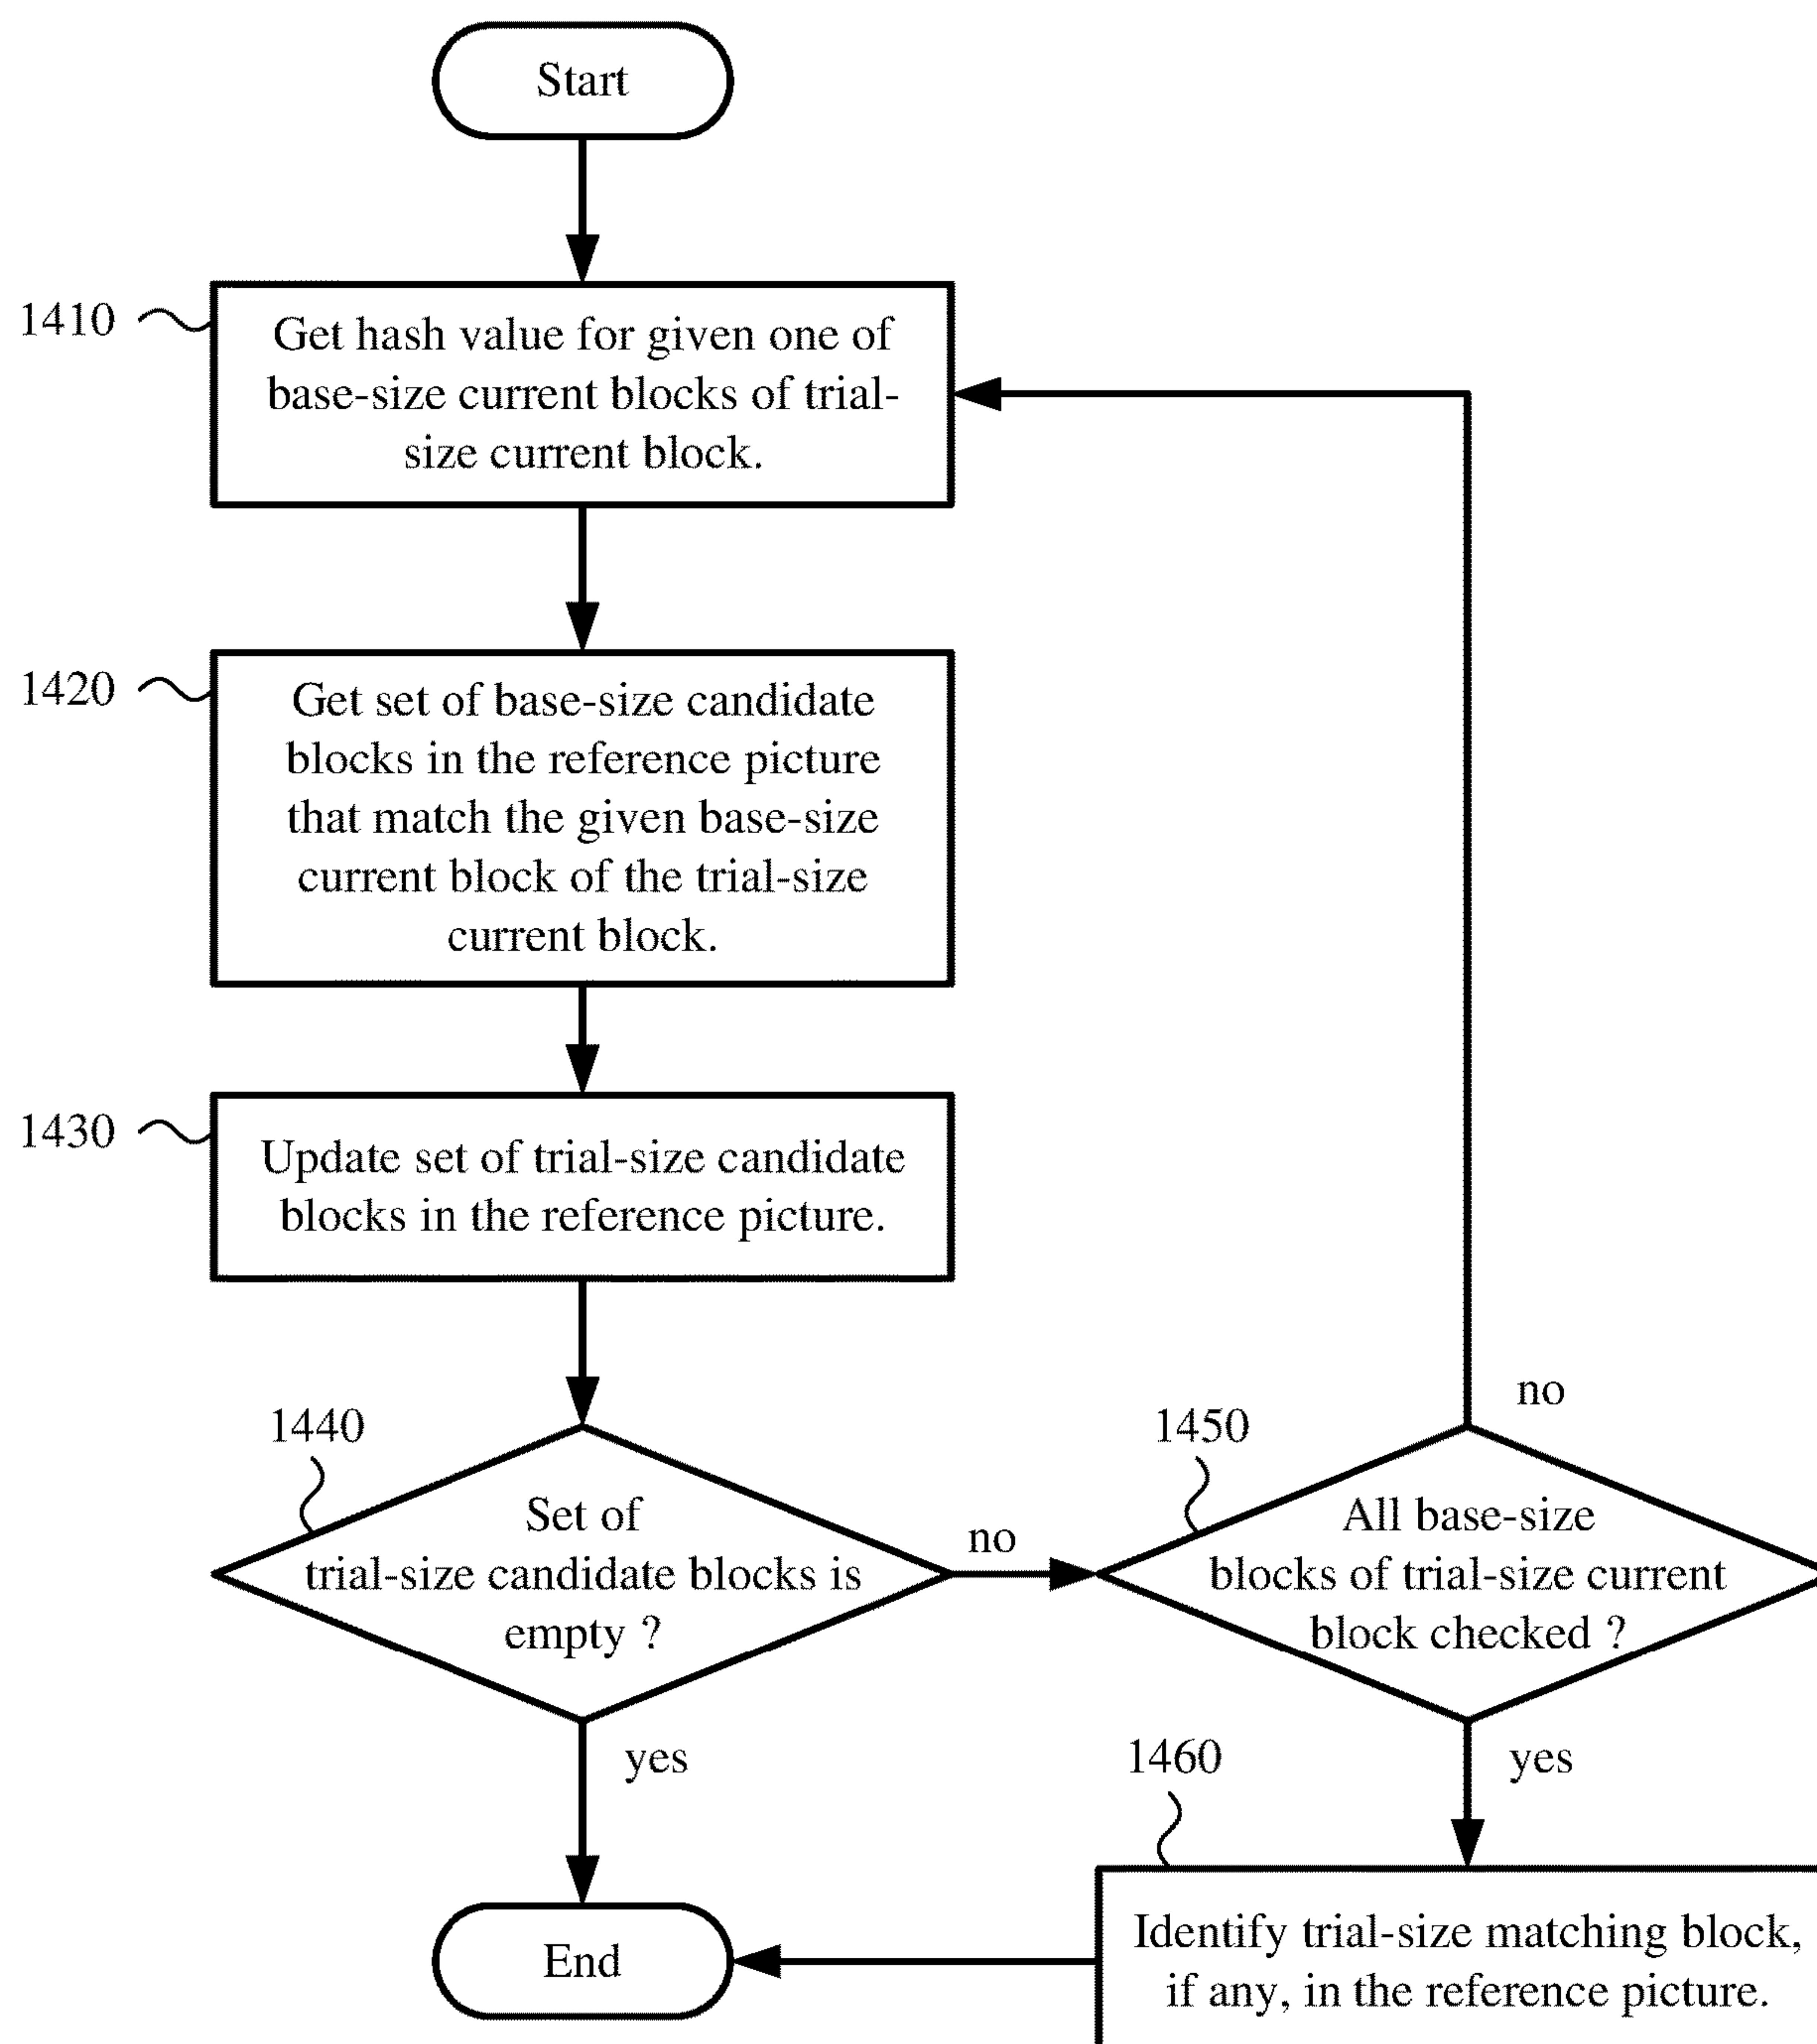 Start
1410
Get hash value for given one of
base-size current blocks of trial-
size current block.
1420
Get set of base-size candidate
blocks in the reference picture
that match the given base-size
current block of the trial-size
current block.
1430
Update set of trial-size candidate
blocks in the reference picture.
1440
Set of
trial-size candidate blocks is
empty ?
no
1450
All base-size
blocks of trial-size current
block checked ?
no
yes
yes
1460
Identify trial-size matching block,
if any, in the reference picture.
End